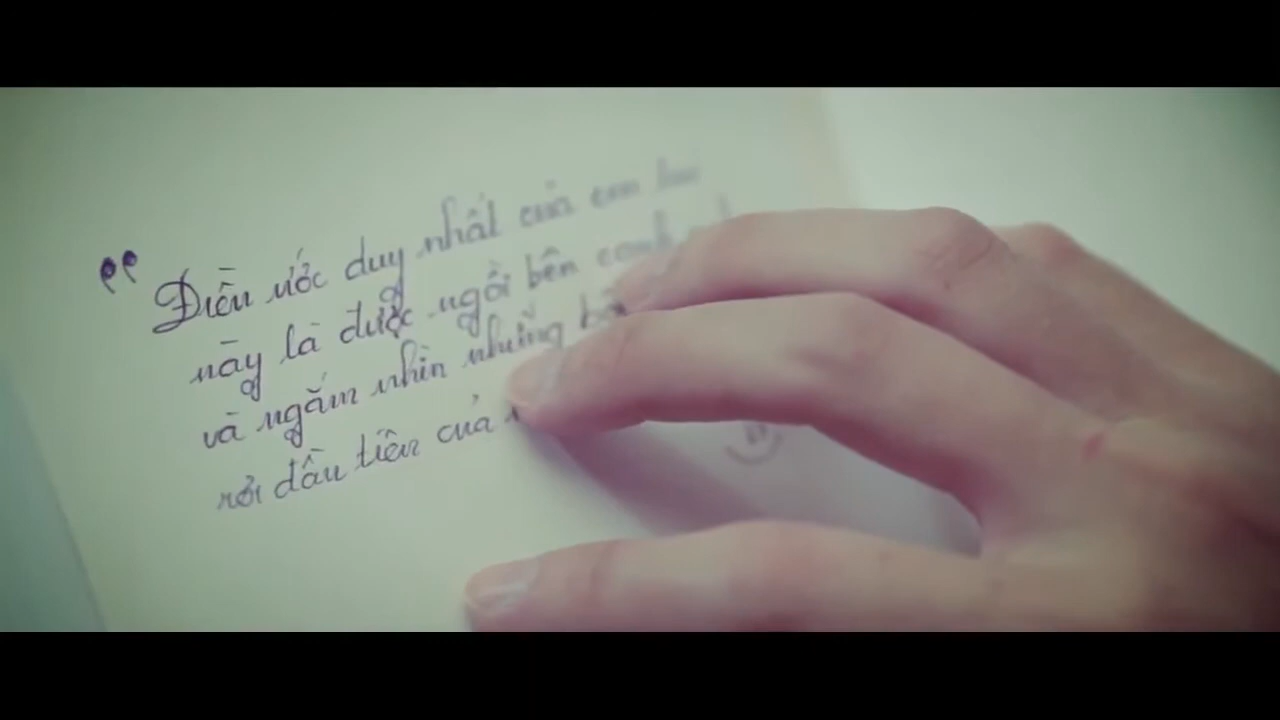 “ Điều ước duy nhất của em lúc
này là được ngồi bên cạnh
và ngắm nhìn những
rơi đầu tiên của